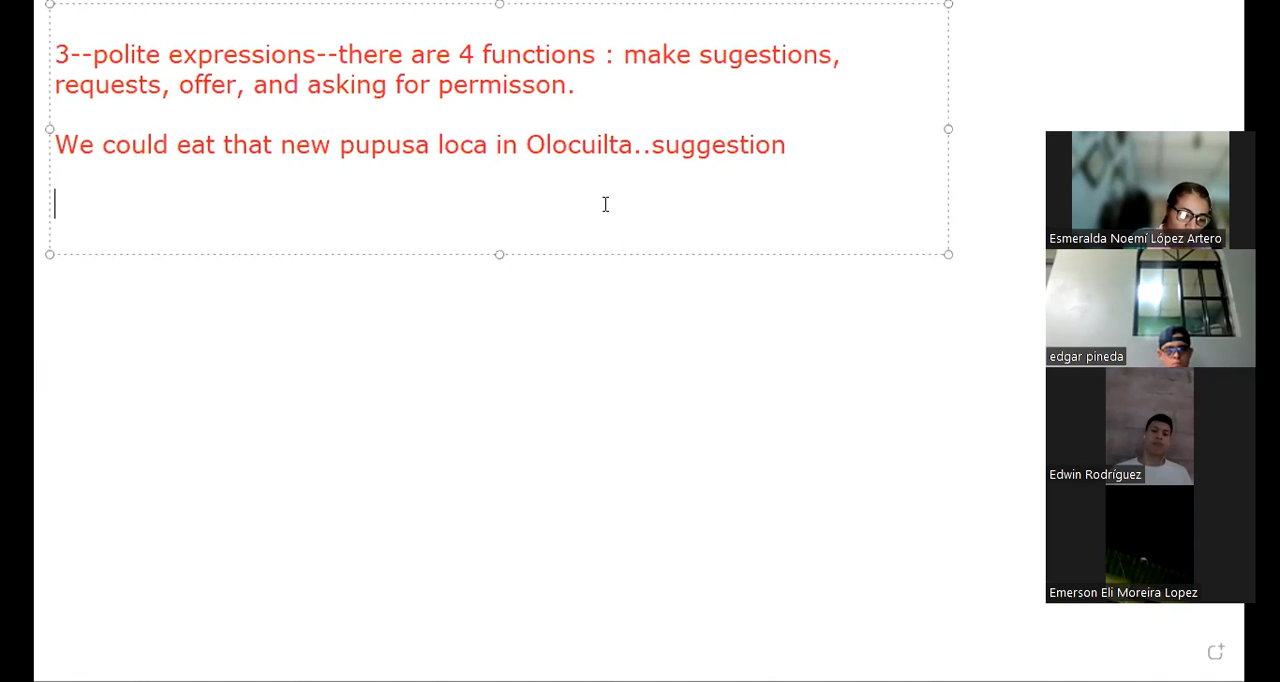 3--polite expressions--there are 4 functions : make sugestions,
requests, offer, and asking for permisson.
We could eat that new pupusa loca in Olocuilta..suggestion
Esmeralda Noemí López Artero
edgar pineda
Edwin Rodríguez
Emerson Eli Moreira Lopez